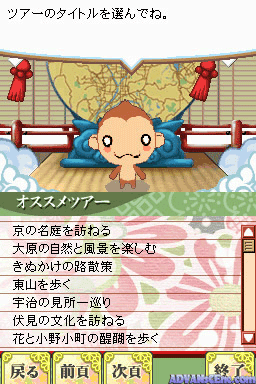 ツアーのタイトルを選んでね。
オススメツアー
京の名庭を訪ねる
大原の自然と風景を楽しむ
きぬかけの路散策
東山を歩く
宇治の見所一巡り
伏見の文化を訪ねる
花と小野小町の醍醐を歩く
戻る
前頁
次頁
終了
ADVANSCENE.COM